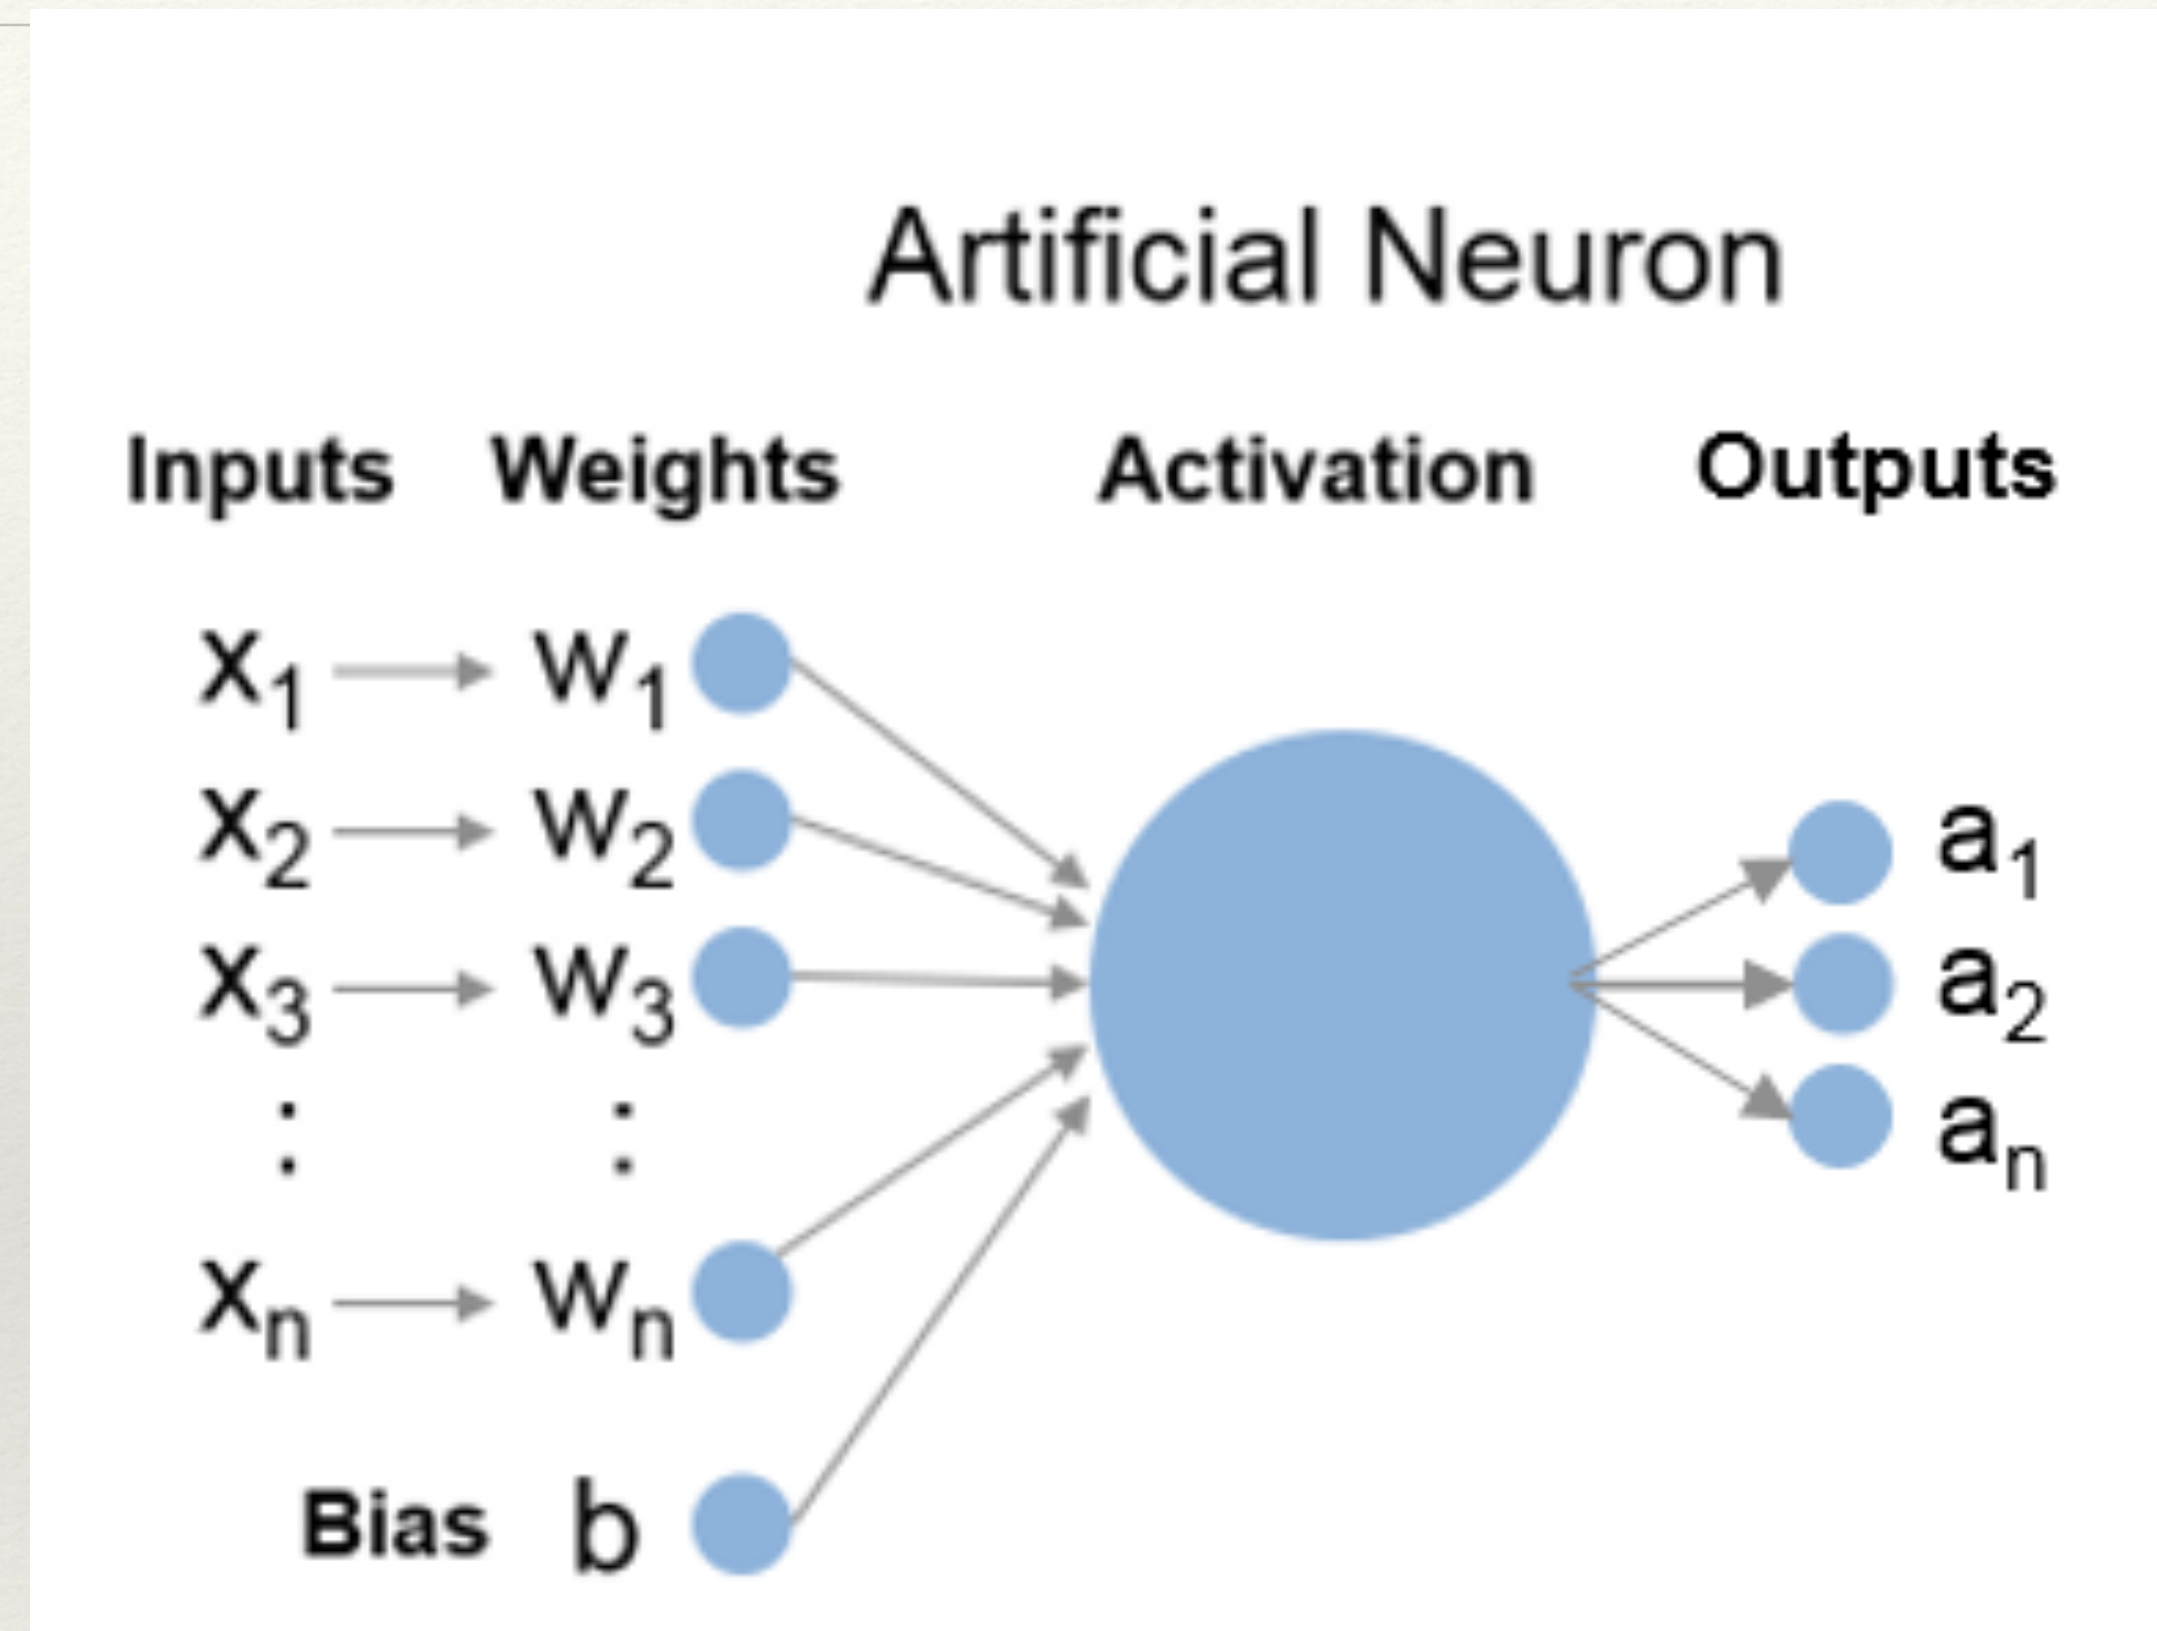 Artificial Neuron
Inputs Weights Activation Outputs
x1 w1
x2 w2 a1
x3 w3 a2
: : an
xn wn
Bias b